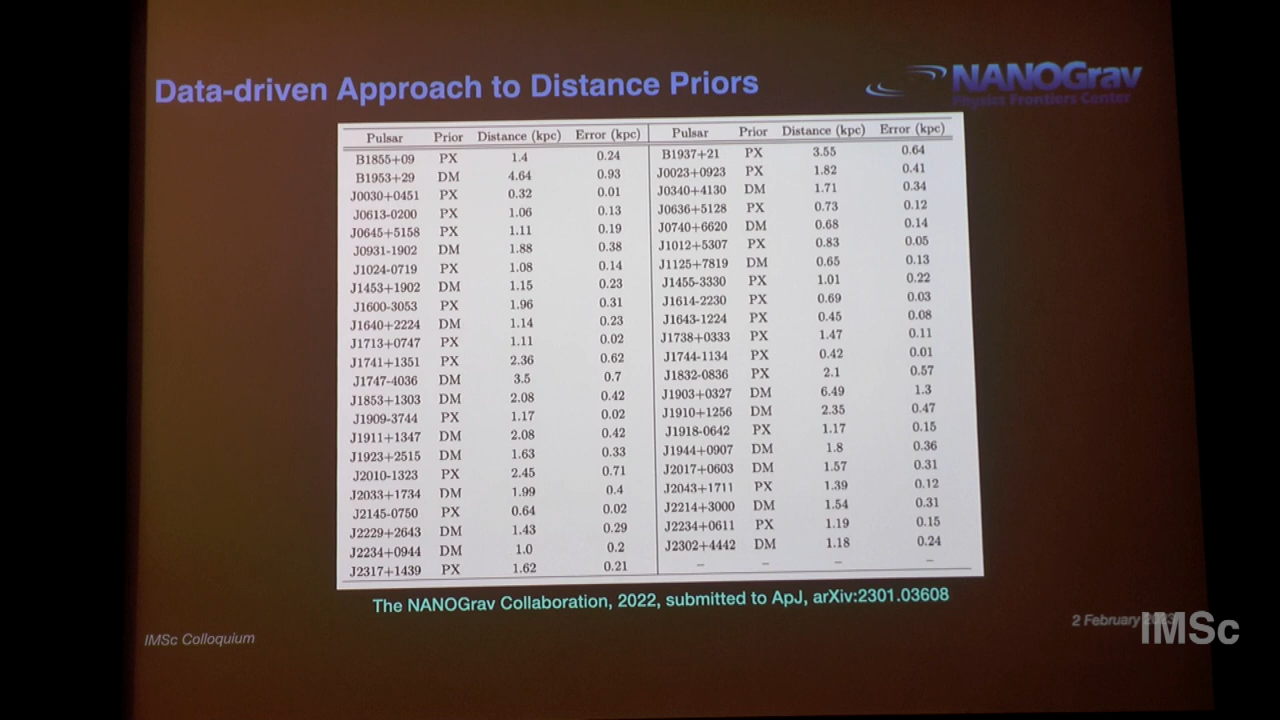 Data-driven Approach to Distance Priors
NANOGrav
Physics Frontiers Center
Pulsar Prior Distance (kpc) Error (kpc) Pulsar Prior Distance (kpc) Error (kpc)
B1855+09 PX 1.4 0.24 B1937+21 PX 3.55 0.64
B1953+29 DM 4.64 0.93 J0023+0923 PX 1.82 0.41
J0030+0451 PX 0.32 0.01 J0340+4130 DM 1.71 0.34
J0613-0200 PX 1.06 0.13 J0636+5128 PX 0.73 0.12
J0645+5158 PX 1.11 0.19 J0740+6620 DM 0.68 0.14
J0931-1902 DM 1.88 0.38 J1012+5307 PX 0.83 0.05
J1024-0719 PX 1.08 0.14 J1125+7819 DM 0.65 0.13
J1453+1902 DM 1.15 0.23 J1455-3330 PX 1.01 0.22
J1600-3053 PX 1.96 0.31 J1614-2230 PX 0.69 0.03
J1640+2224 DM 1.14 0.23 J1643-1224 PX 0.45 0.08
J1713+0747 PX 1.11 0.02 J1738+0333 PX 1.47 0.11
J1741+1351 PX 2.36 0.62 J1744-1134 PX 0.42 0.01
J1747-4036 DM 3.5 0.7 J1832-0836 PX 2.1 0.57
J1853+1303 DM 2.08 0.42 J1903+0327 DM 6.49 1.3
J1909-3744 PX 1.17 0.02 J1910+1256 DM 2.35 0.47
J1911+1347 DM 2.08 0.42 J1918-0642 PX 1.17 0.15
J1923+2515 DM 1.63 0.33 J1944+0907 DM 1.8 0.36
J2010-1323 PX 2.45 0.71 J2017+0603 DM 1.57 0.31
J2033+1734 DM 1.99 0.4 J2043+1711 PX 1.39 0.12
J2145-0750 PX 0.64 0.02 J2214+3000 DM 1.54 0.31
J2229+2643 DM 1.43 0.29 J2234+0611 PX 1.19 0.15
J2234+0944 DM 1.0 0.2 J2302+4442 DM 1.18 0.24
J2317+1439 PX 1.62 0.21 – – – –
The NANOGrav Collaboration, 2022, submitted to ApJ, arXiv:2301.03608
IMSc Colloquium
2 February 2023
IMSc